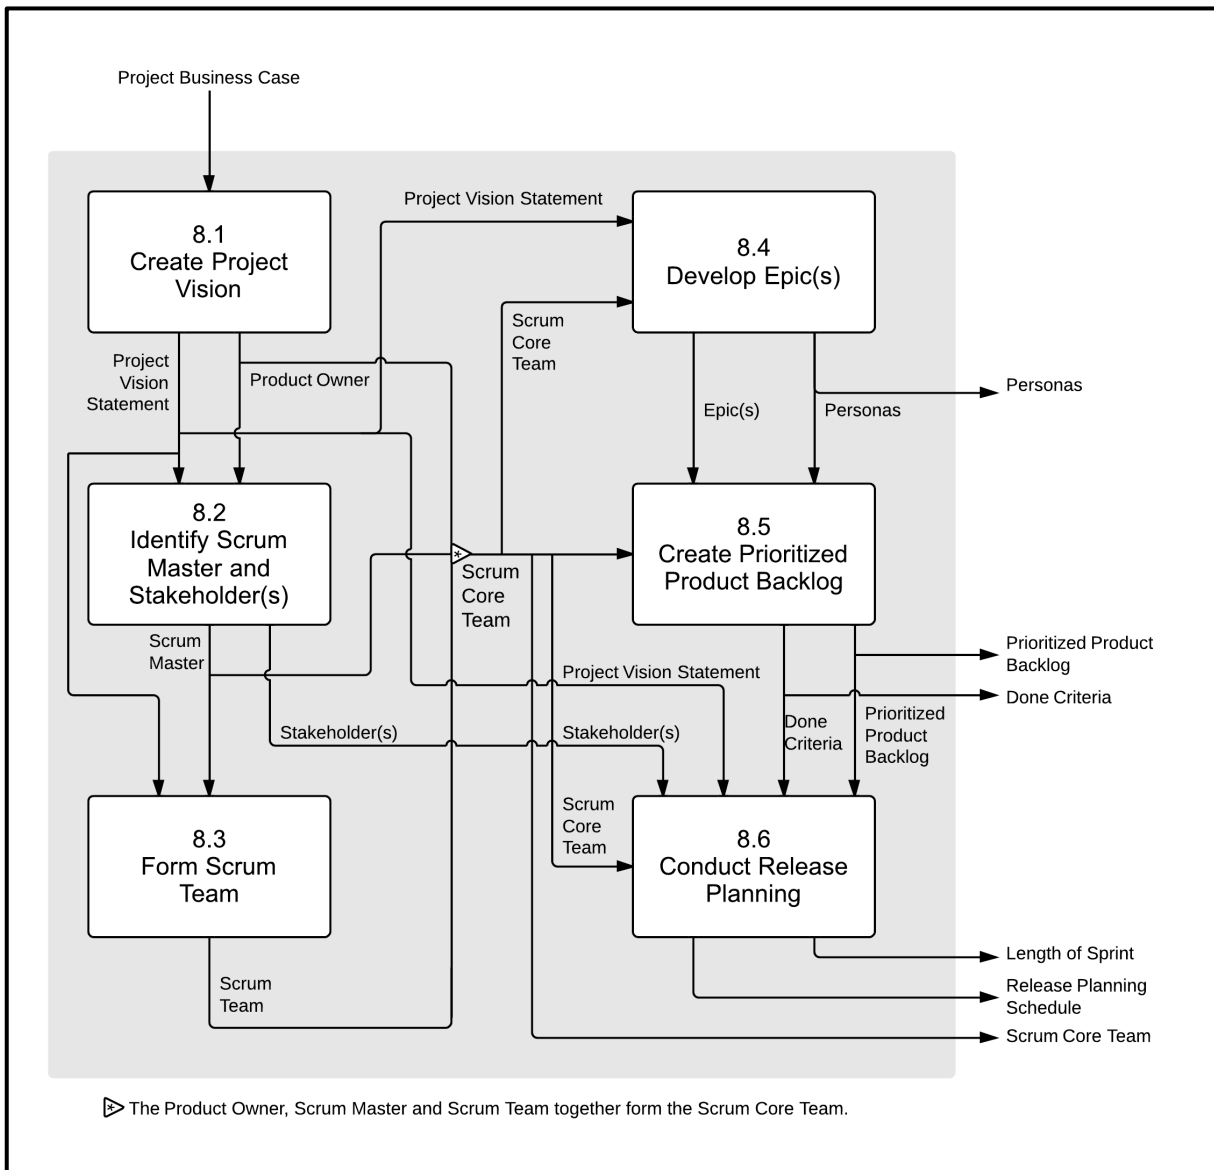 Project Business Case
8.1
Create Project
Vision
Project Vision Statement
8.4
Develop Epic(s)
Scrum
Core
Team
Project
Vision
Statement
Product Owner
Epic(s)
Personas
Personas
8.2
Identify Scrum
Master and
Stakeholder(s)
*
Scrum
Core
Team
8.5
Create Prioritized
Product Backlog
Scrum
Master
Project Vision Statement
Prioritized Product
Backlog
Done Criteria
Stakeholder(s)
Stakeholder(s)
Done
Criteria
Prioritized
Product
Backlog
8.3
Form Scrum
Team
Scrum
Core
Team
8.6
Conduct Release
Planning
Scrum
Team
Length of Sprint
Release Planning
Schedule
Scrum Core Team
* The Product Owner, Scrum Master and Scrum Team together form the Scrum Core Team.